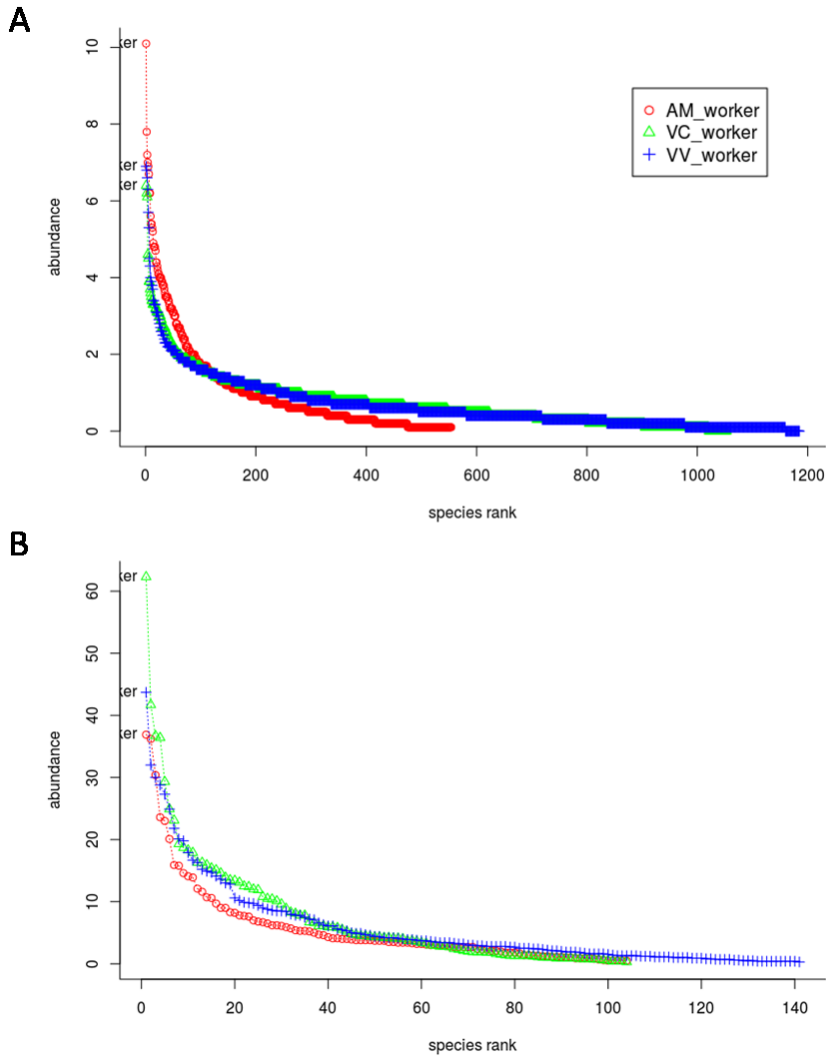 A
ker
ker
ker
10
8
6
4
2
0
abundance
AM_worker
VC_worker
VV_worker
0 200 400 600 800 1000 1200
species rank
B
ker
ker
ker
60
50
40
30
20
10
0
abundance
0 20 40 60 80 100 120 140
species rank